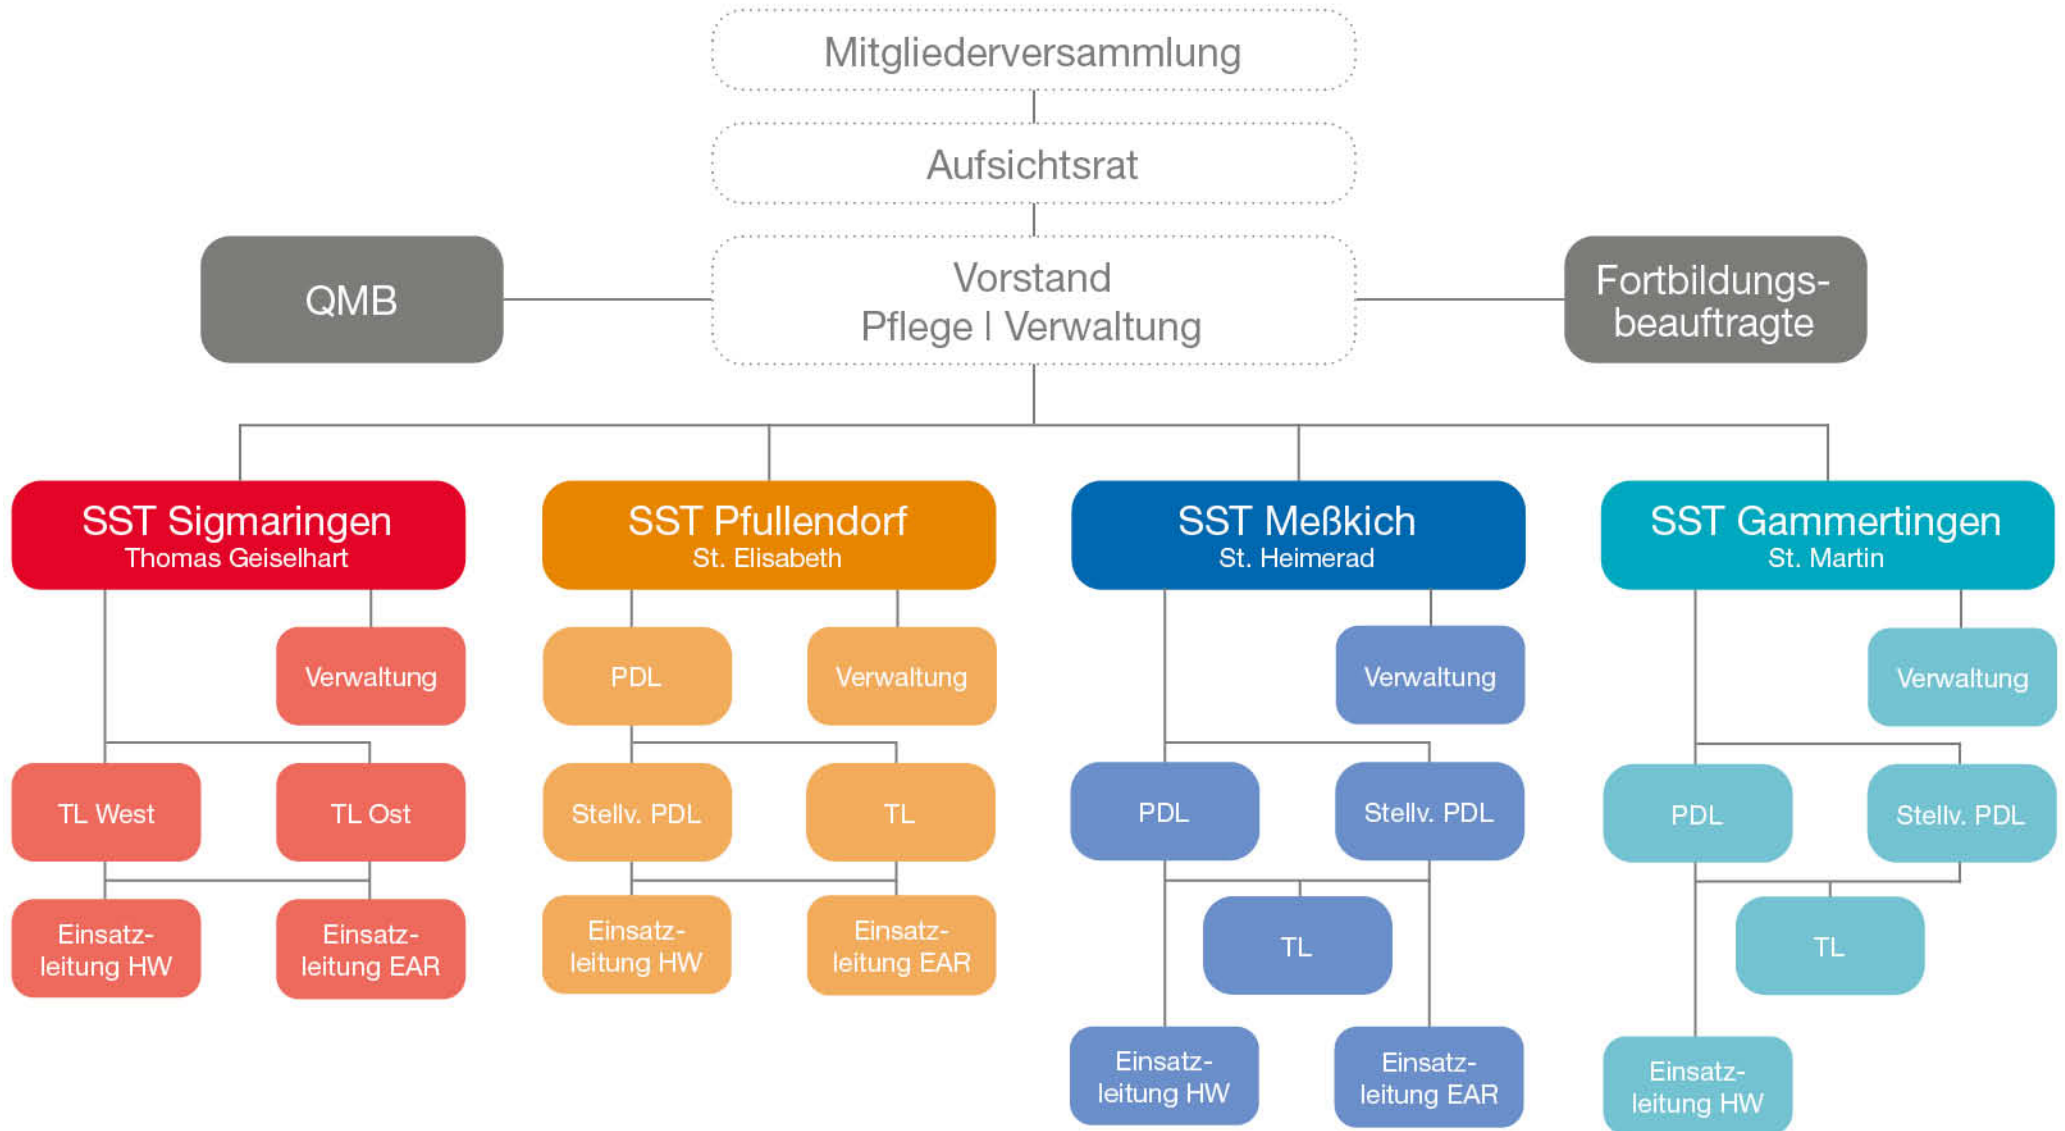 Mitgliederversammlung
Aufsichtsrat
QMB
Vorstand
Pflege | Verwaltung
Fortbildungs-
beauftragte
SST Sigmaringen
Thomas Geiselhart
SST Pfullendorf
St. Elisabeth
SST Meßkich
St. Heimerad
SST Gammertingen
St. Martin
Verwaltung
PDL
Verwaltung
Verwaltung
Verwaltung
TL West
TL Ost
Stellv. PDL
TL
PDL
Stellv. PDL
PDL
Stellv. PDL
Einsatz-
leitung HW
Einsatz-
leitung EAR
Einsatz-
leitung HW
Einsatz-
leitung EAR
TL
TL
Einsatz-
leitung HW
Einsatz-
leitung EAR
Einsatz-
leitung HW